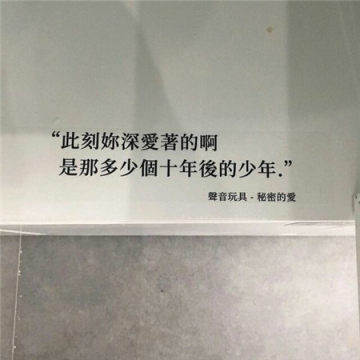 “此刻妳深愛著的啊
是那多少個十年後的少年.”
聲音玩具 - 秘密的愛